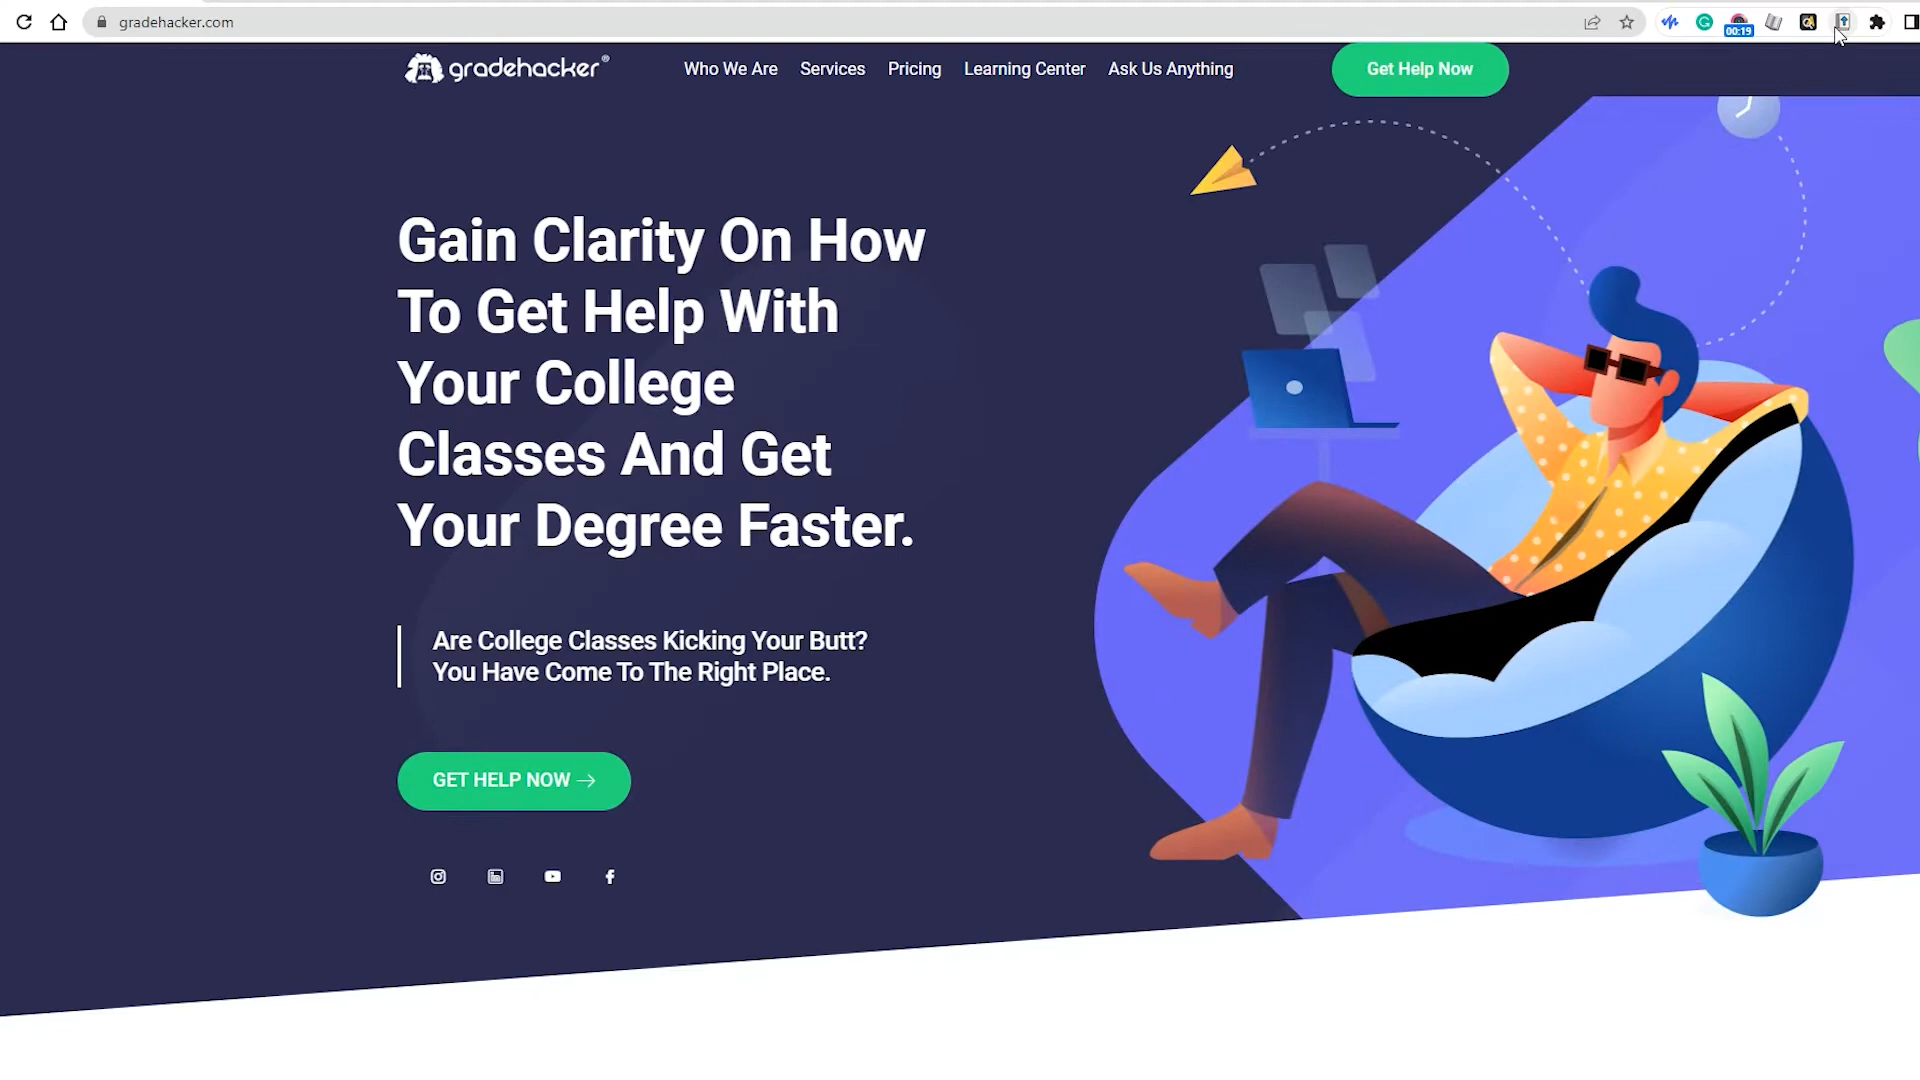 gradehacker.com
00:19
gradehacker®
Who We Are
Services
Pricing
Learning Center
Ask Us Anything
Get Help Now
Gain Clarity On How
To Get Help With
Your College
Classes And Get
Your Degree Faster.
Are College Classes Kicking Your Butt?
You Have Come To The Right Place.
GET HELP NOW →